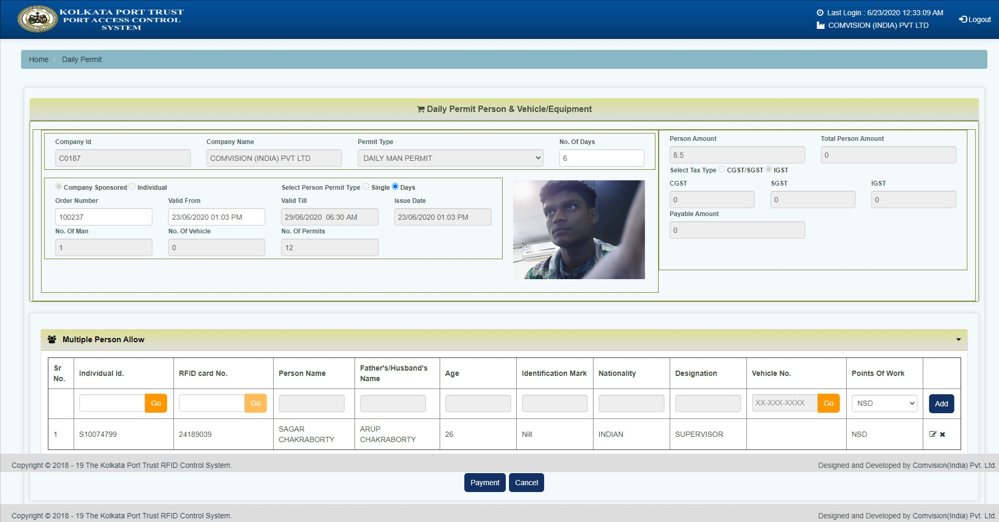 KOLKATA PORT TRUST
PORT ACCESS CONTROL
SYSTEM
Last Login : 6/23/2020 12:33:09 AM
COMVISION (INDIA) PVT LTD
Logout
Home / Daily Permit
Daily Permit Person & Vehicle/Equipment
Company Id Company Name Permit Type No. Of Days
C0187 COMVISION (INDIA) PVT LTD DAILY MAN PERMIT 6
Person Amount Total Person Amount
8.5 0
Select Tax Type CGST/SGST IGST
CGST SGST IGST
0 0 0
Payable Amount
0
Company Sponsored Individual Select Person Permit Type Single Days
Order Number Valid From Valid Till Issue Date
100237 23/06/2020 01:03 PM 29/06/2020 06:30 AM 23/06/2020 01:03 PM
No. Of Man No. Of Vehicle No. Of Permits
1 0 12
Multiple Person Allow
Sr No. Individual Id. RFID card No. Person Name Father's/Husband's Name Age Identification Mark Nationality Designation Vehicle No. Points Of Work
Go Go XX-XXX-XXXX Go NSD Add
1 S10074799 24189039 SAGAR CHAKRABORTY ARUP CHAKRABORTY 26 Nill INDIAN SUPERVISOR NSD
Copyright © 2018 - 19 The Kolkata Port Trust RFID Control System. Designed and Developed by Comvision(India) Pvt. Ltd.
Payment Cancel
Copyright © 2018 - 19 The Kolkata Port Trust RFID Control System. Designed and Developed by Comvision(India) Pvt. Ltd.